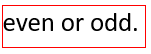 even or odd.